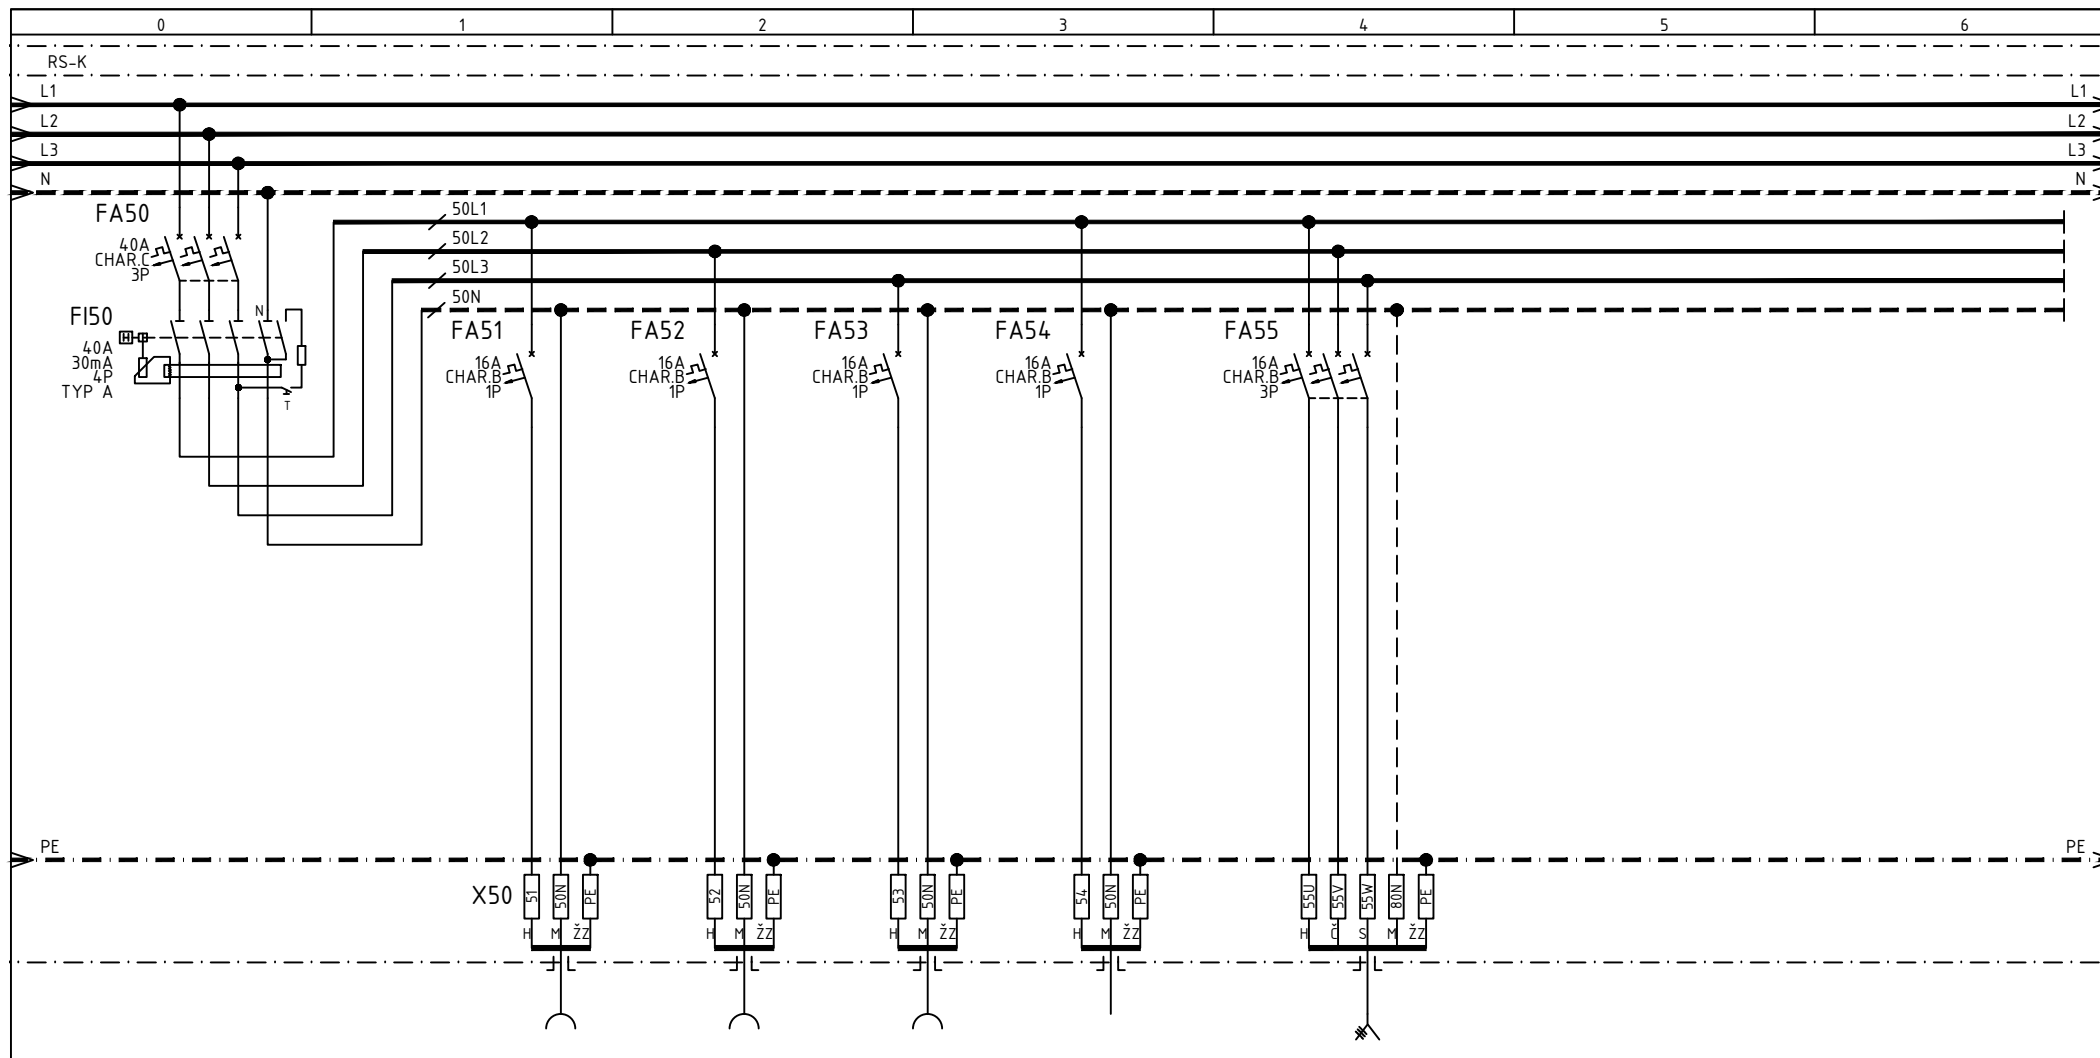 0 1 2 3 4 5 6
RS-K
L1 L1
L2 L2
L3 L3
N N
FA50
40A
CHAR.C
3P
50L1
50L2
50L3
50N
FI50
40A
30mA
4P
TYP A
N
H
T
FA51
16A
CHAR.B
1P
FA52
16A
CHAR.B
1P
FA53
16A
CHAR.B
1P
FA54
16A
CHAR.B
1P
FA55
16A
CHAR.B
3P
PE PE
X50
51 50N PE
52 50N PE
53 50N PE
54 50N PE
55U 55V 55W 80N PE
H M ŽZ
H M ŽZ
H M ŽZ
H M ŽZ
H Č S M ŽZ